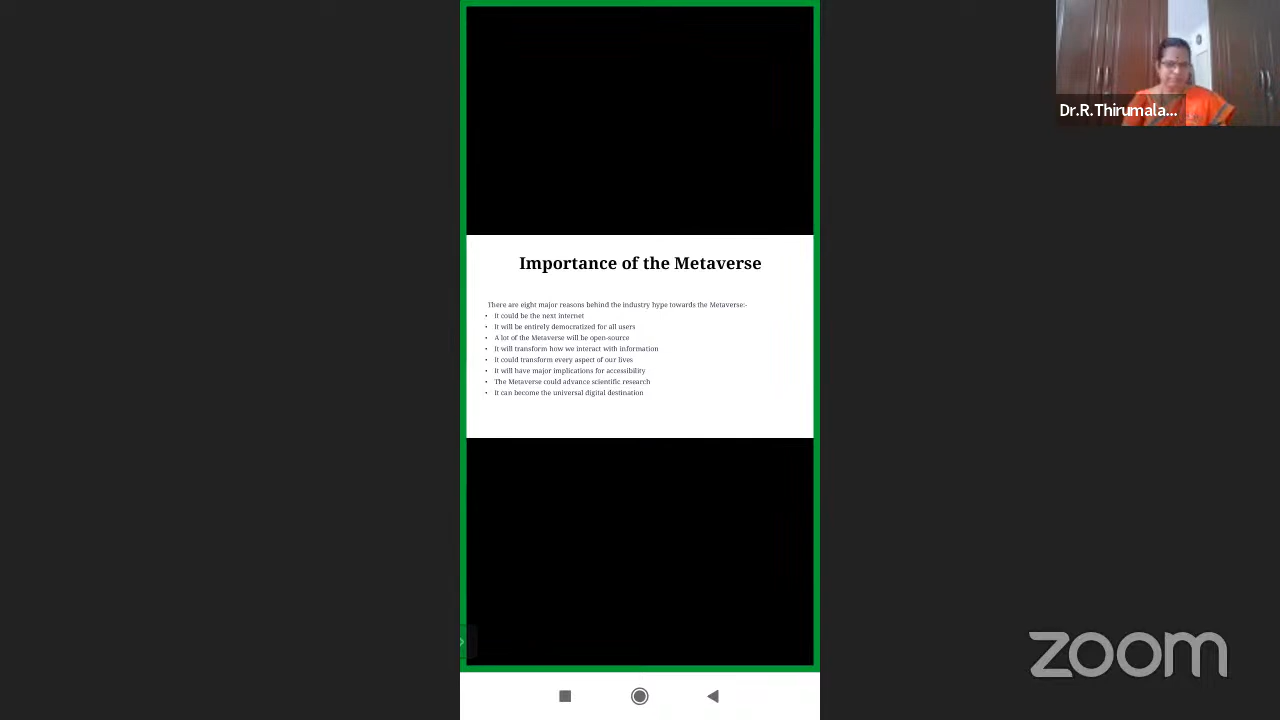 Dr.R.Thirumala...
Importance of the Metaverse
There are eight major reasons behind the industry hype towards the Metaverse:-
• It could be the next internet
• It will be entirely democratized for all users
• A lot of the Metaverse will be open-source
• It will transform how we interact with information
• It could transform every aspect of our lives
• It will have major implications for accessibility
• The Metaverse could advance scientific research
• It can become the universal digital destination
zoom